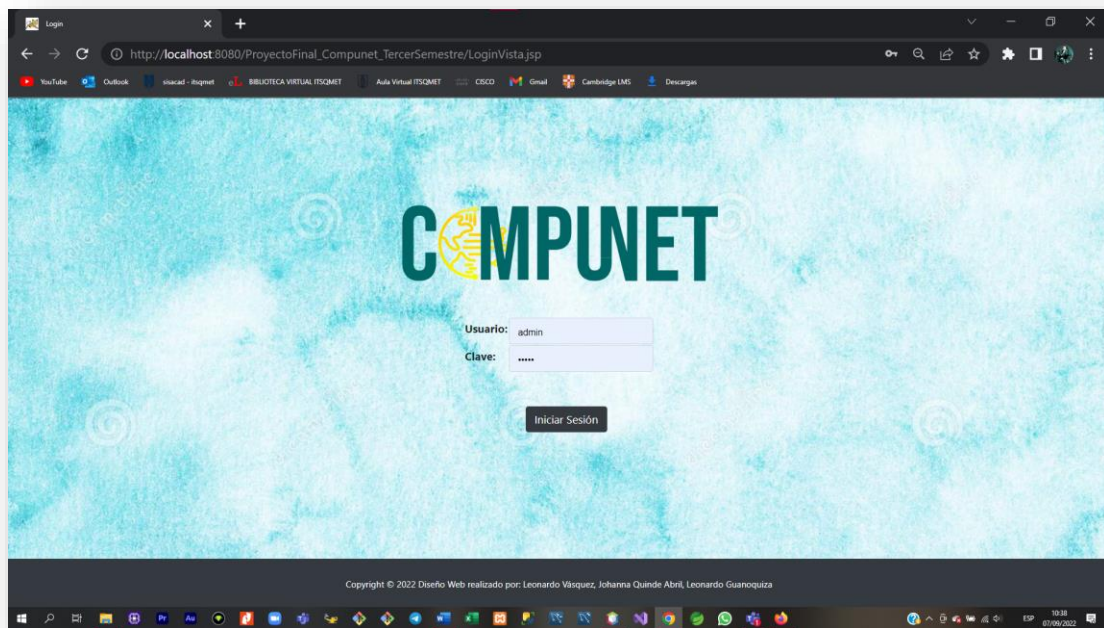 Login
http://localhost:8080/ProyectoFinal_Compunet_TercerSemestre/LoginVista.jsp
YouTube Outlook sisacad - itsqmet BIBLIOTECA VIRTUAL ITSQMET Aula Virtual ITSQMET CISCO Gmail Cambridge LMS Descargas
COMPUNET
Usuario: admin
Clave: •••••
Iniciar Sesión
Copyright © 2022 Diseño Web realizado por: Leonardo Vásquez, Johanna Quinde Abril, Leonardo Guanoquiza
Pr Au
ESP 10:38
07/09/2022